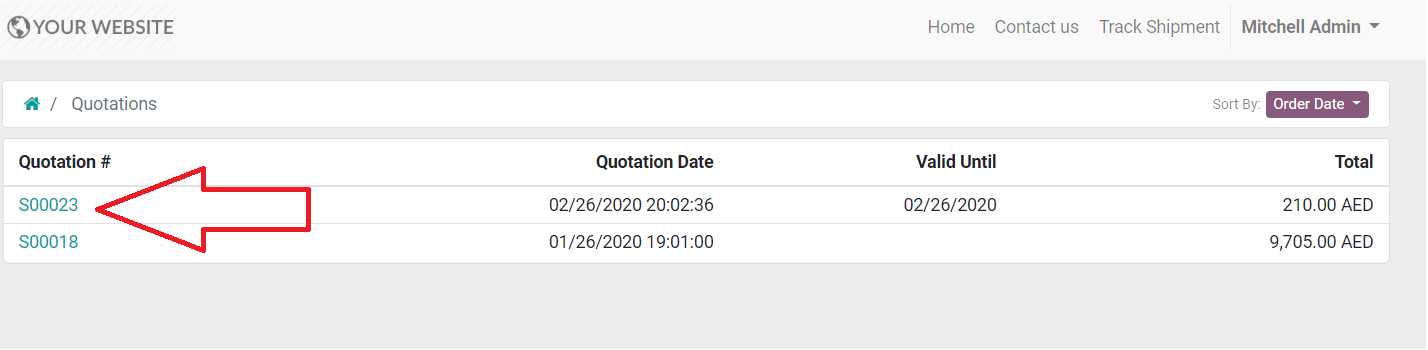 YOUR WEBSITE Home Contact us Track Shipment Mitchell Admin
/ Quotations Sort By: Order Date
Quotation # Quotation Date Valid Until Total
S00023 02/26/2020 20:02:36 02/26/2020 210.00 AED
S00018 01/26/2020 19:01:00 9,705.00 AED